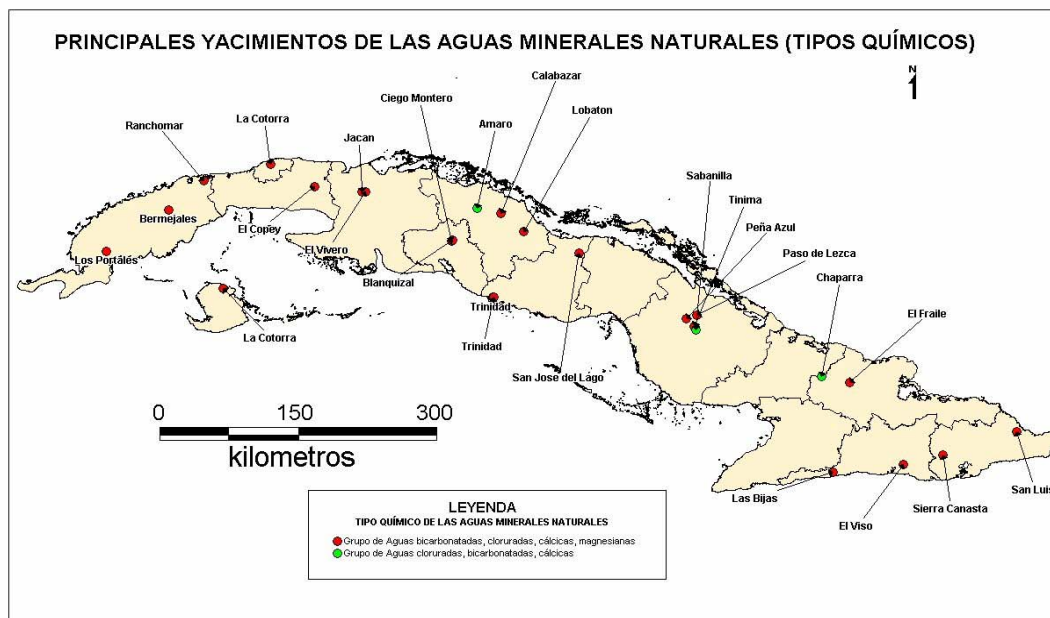 PRINCIPALES YACIMIENTOS DE LAS AGUAS MINERALES NATURALES (TIPOS QUÍMICOS)
N
Calabazar
Ciego Montero
Lobaton
La Cotorra
Amaro
Ranchomar
Jacan
Sabanilla
Tinima
Peña Azul
Paso de Lezca
Chaparra
Bermejales
El Copey
El Vivero
Los Portales
Blanquizal
Trinidad
El Fraile
La Cotorra
Trinidad
San Jose del Lago
0 150 300
kilometros
Las Bijas
San Luis
Sierra Canasta
El Viso
LEYENDA
TIPO QUÍMICO DE LAS AGUAS MINERALES NATURALES
Grupo de Aguas bicarbonatadas, cloruradas, cálcicas, magnesianas
Grupo de Aguas cloruradas, bicarbonatadas, cálcicas